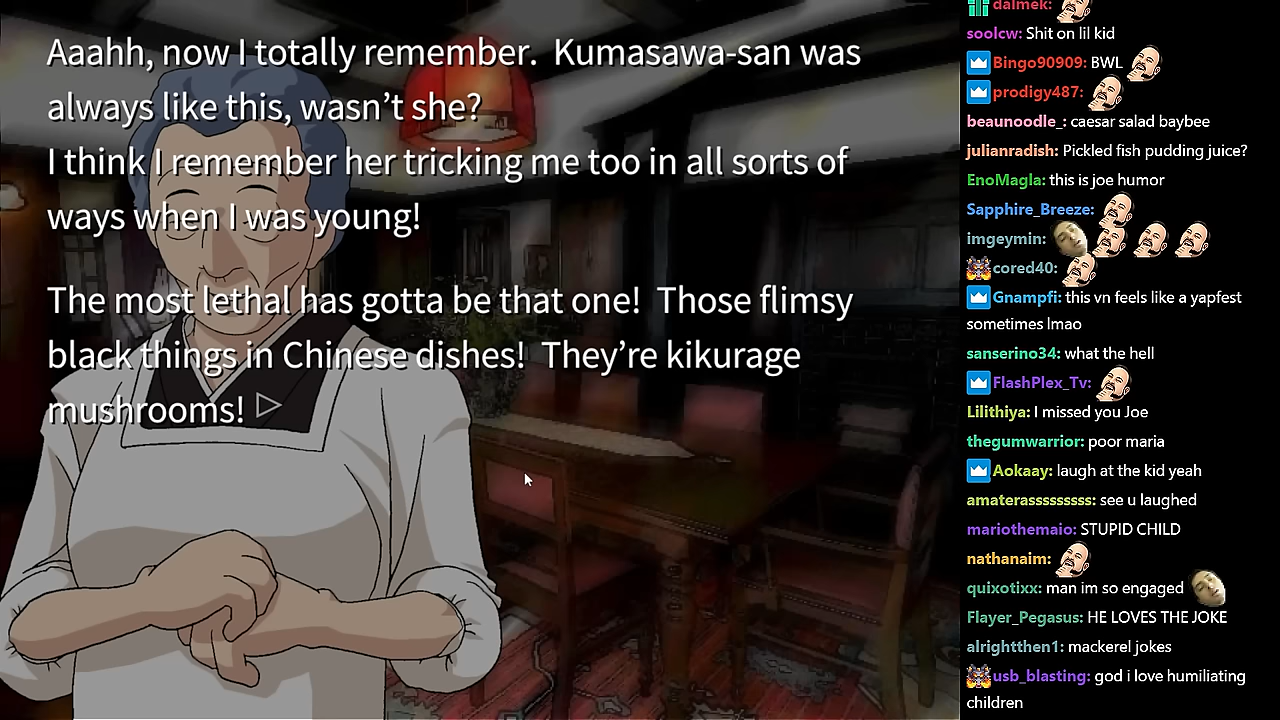 Aaahh, now I totally remember.  Kumasawa-san was
always like this, wasn’t she?
I think I remember her tricking me too in all sorts of
ways when I was young!
The most lethal has gotta be that one!  Those flimsy
black things in Chinese dishes!  They’re kikurage
mushrooms!
dalmek:
soolcw: Shit on lil kid
Bingo90909: BWL
prodigy487:
beaunoodle_: caesar salad baybee
julianradish: Pickled fish pudding juice?
EnoMagla: this is joe humor
Sapphire_Breeze:
imgeymin:
cored40:
Gnampfi: this vn feels like a yapfest
sometimes lmao
sanserino34: what the hell
FlashPlex_Tv:
Lilithiya: I missed you Joe
thegumwarrior: poor maria
Aokaay: laugh at the kid yeah
amaterasssssssss: see u laughed
mariothemaio: STUPID CHILD
nathanaim:
quixotixx: man im so engaged
Flayer_Pegasus: HE LOVES THE JOKE
alrightthen1: mackerel jokes
usb_blasting: god i love humiliating
children